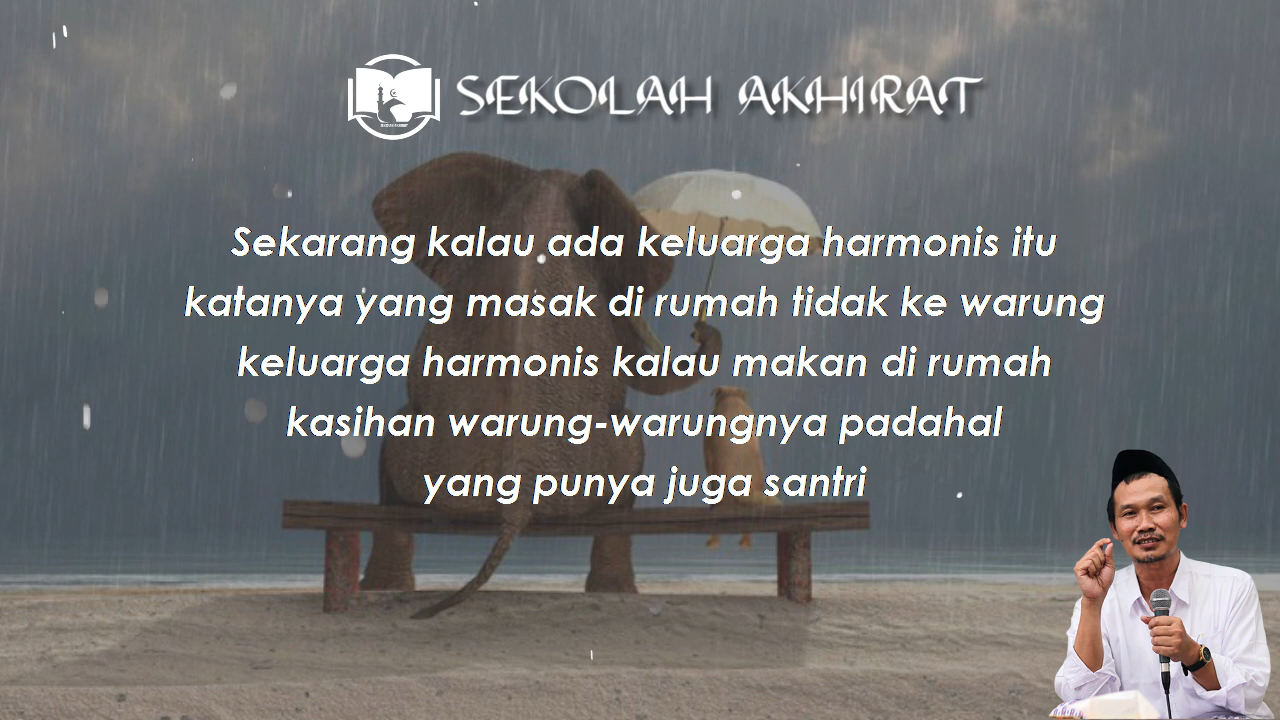 SEKOLAH AKHIRAT
Sekarang kalau ada keluarga harmonis itu
katanya yang masak di rumah tidak ke warung
keluarga harmonis kalau makan di rumah
kasihan warung-warungnya padahal
yang punya juga santri